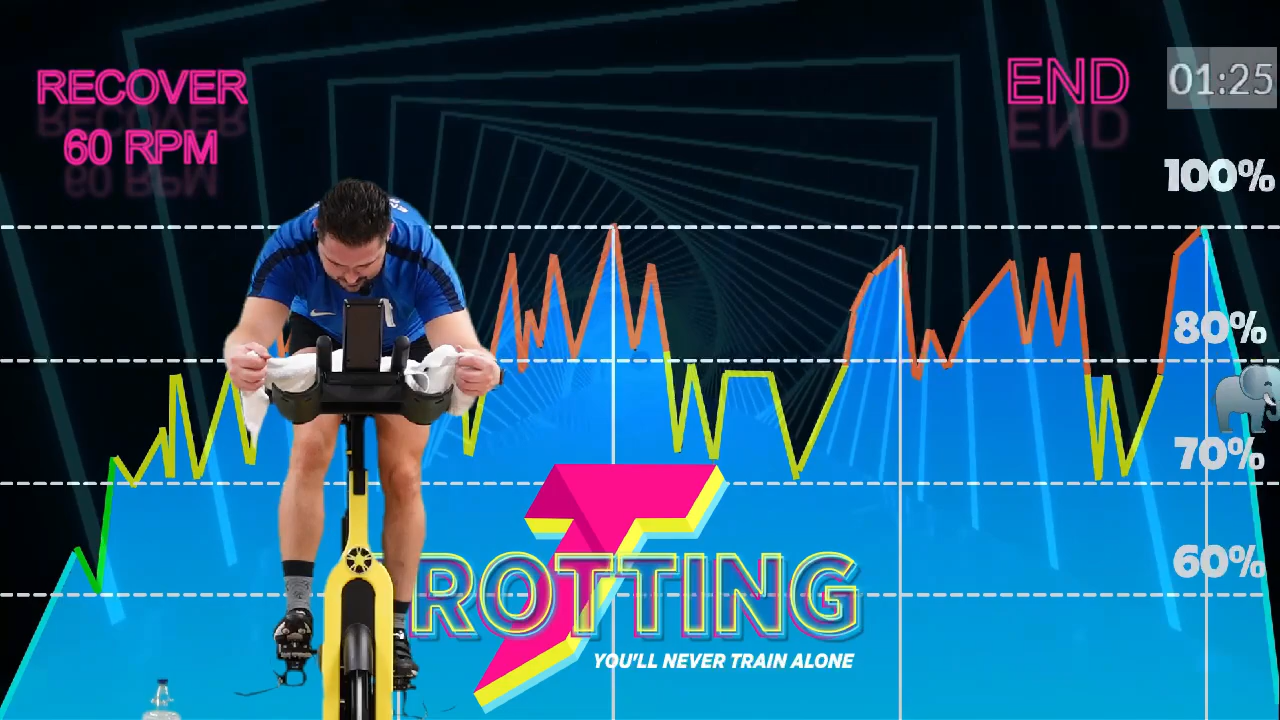 RECOVER
60 RPM
END
01:25
100%
80%
70%
60%
TROTTING
YOU'LL NEVER TRAIN ALONE